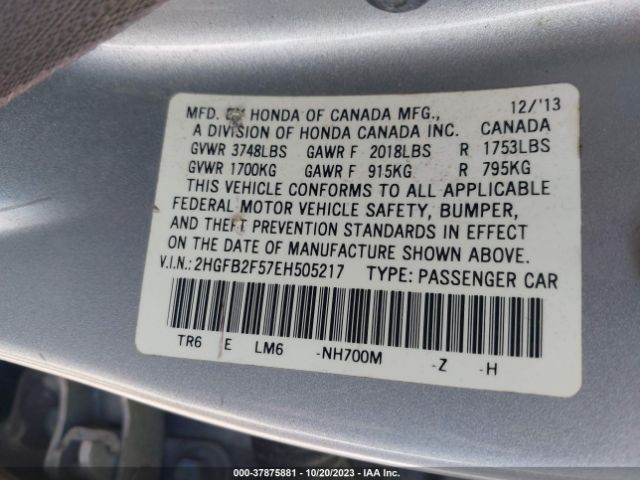 MFD. BY HONDA OF CANADA MFG., 12/'13
A DIVISION OF HONDA CANADA INC. CANADA
GVWR 3748LBS GAWR F 2018LBS R 1753LBS
GVWR 1700KG GAWR F 915KG R 795KG
THIS VEHICLE CONFORMS TO ALL APPLICABLE
FEDERAL MOTOR VEHICLE SAFETY, BUMPER,
AND THEFT PREVENTION STANDARDS IN EFFECT
ON THE DATE OF MANUFACTURE SHOWN ABOVE.
V.I.N.: 2HGFB2F57EH505217 TYPE: PASSENGER CAR
TR6 E LM6 -NH700M -Z -H
000-37875881 - 10/20/2023 - IAA Inc.